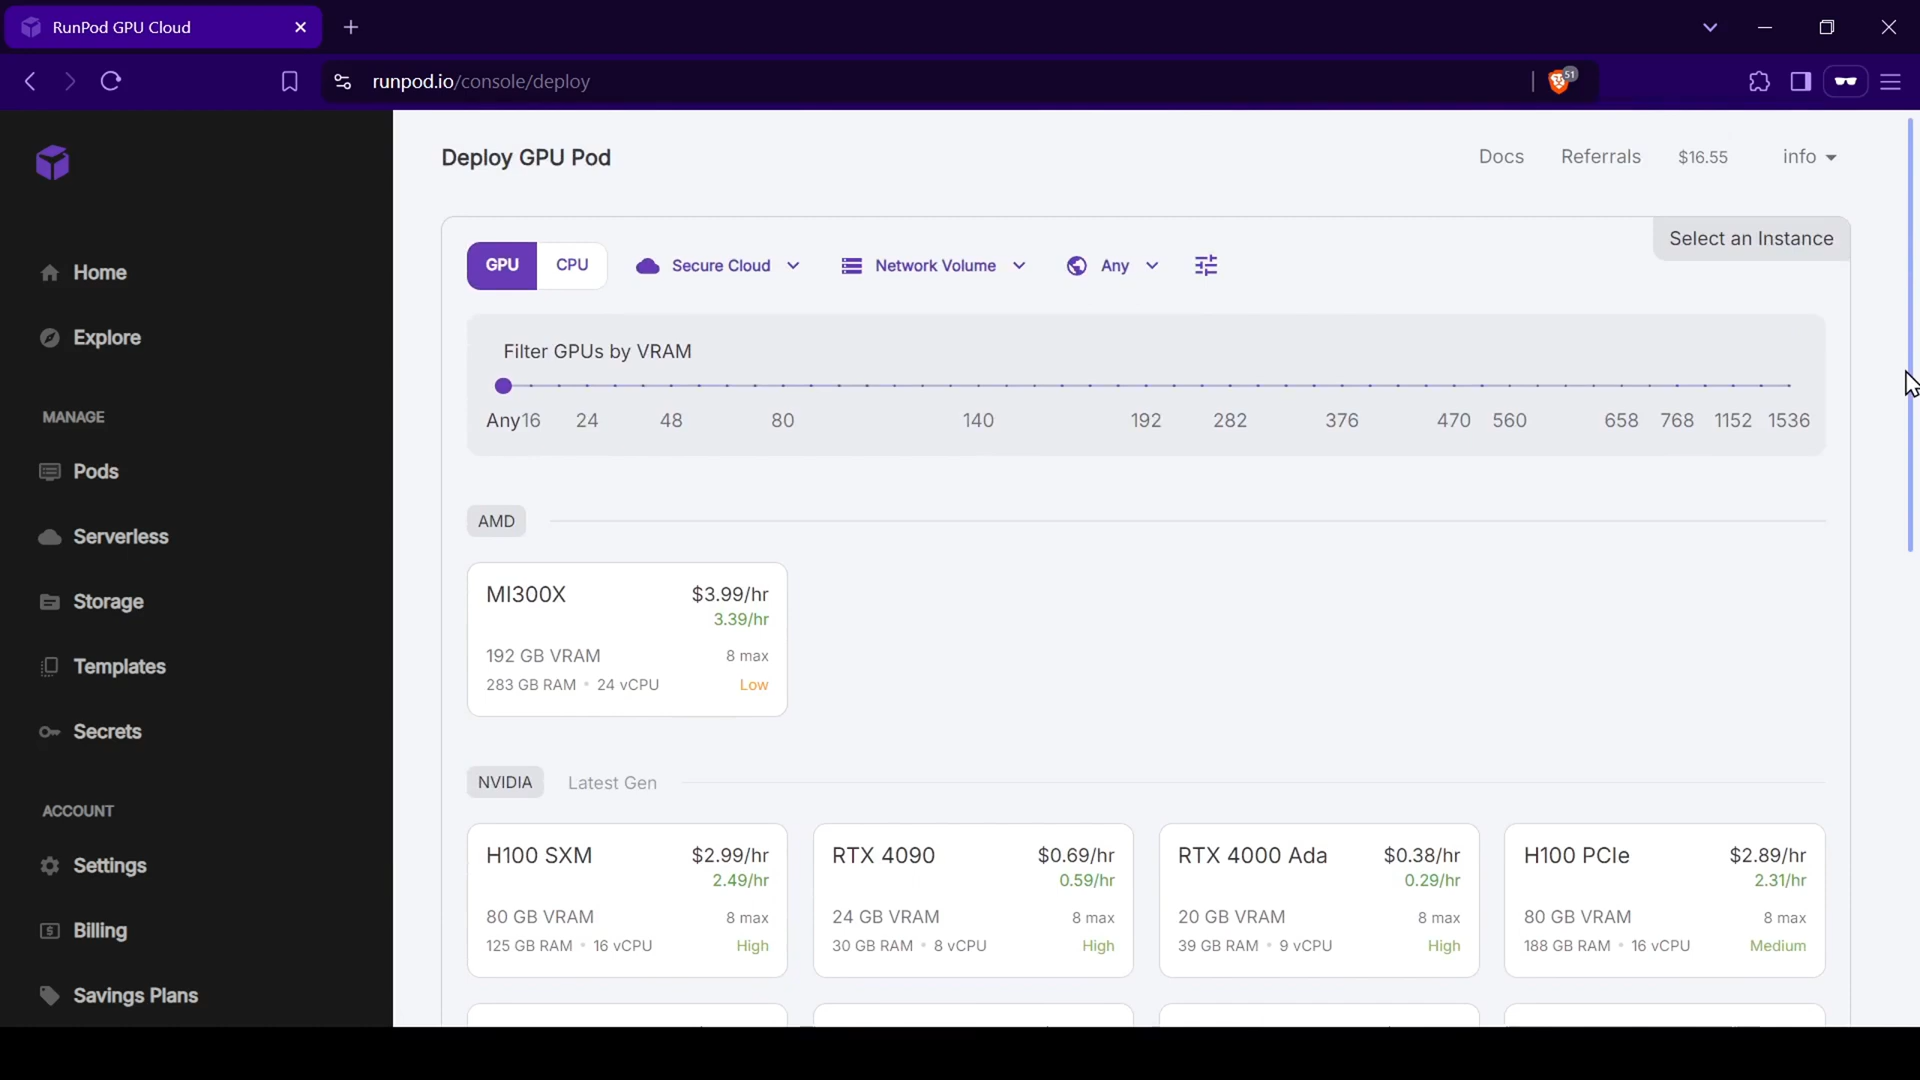 RunPod GPU Cloud
runpod.io/console/deploy
51
Deploy GPU Pod
Docs
Referrals
$16.55
info
Home
Explore
MANAGE
Pods
Serverless
Storage
Templates
Secrets
ACCOUNT
Settings
Billing
Savings Plans
Select an Instance
GPU
CPU
Secure Cloud
Network Volume
Any
Filter GPUs by VRAM
Any 16 24 48 80 140 192 282 376 470 560 658 768 1152 1536
AMD
MI300X $3.99/hr
3.39/hr
192 GB VRAM 8 max
283 GB RAM • 24 vCPU Low
NVIDIA Latest Gen
H100 SXM $2.99/hr
2.49/hr
80 GB VRAM 8 max
125 GB RAM • 16 vCPU High
RTX 4090 $0.69/hr
0.59/hr
24 GB VRAM 8 max
30 GB RAM • 8 vCPU High
RTX 4000 Ada $0.38/hr
0.29/hr
20 GB VRAM 8 max
39 GB RAM • 9 vCPU High
H100 PCIe $2.89/hr
2.31/hr
80 GB VRAM 8 max
188 GB RAM • 16 vCPU Medium